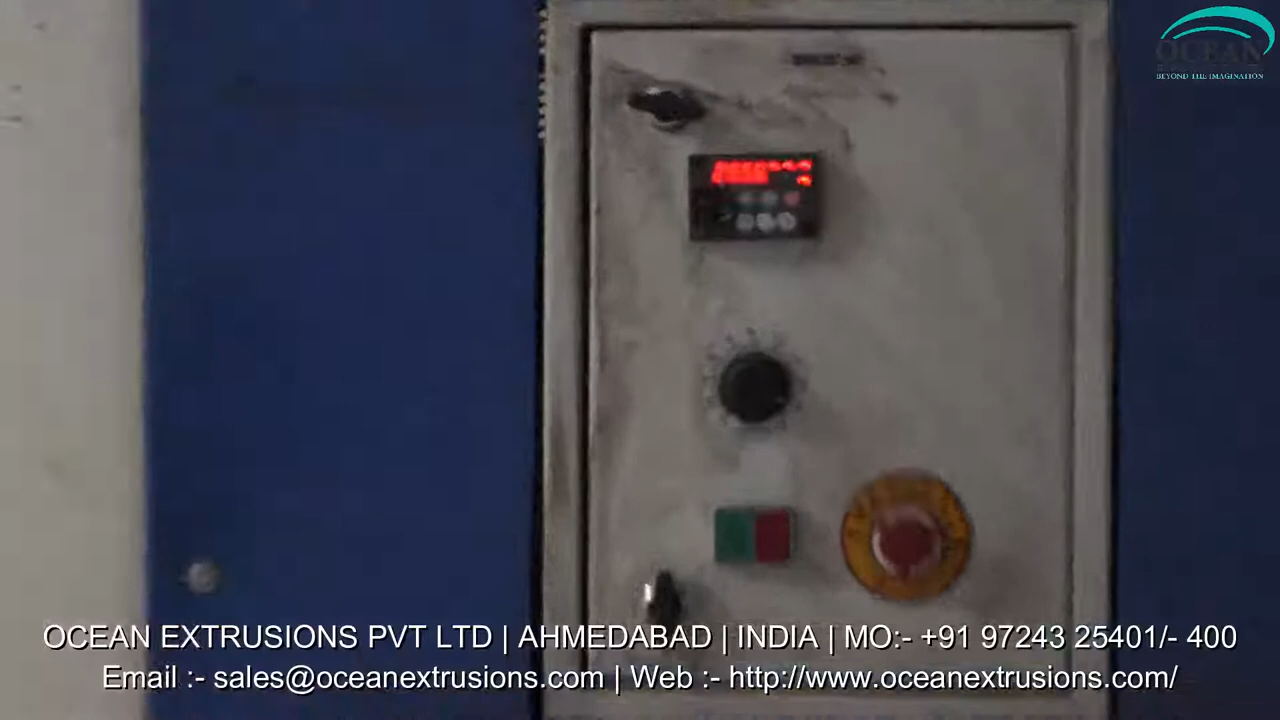 OCEAN
BEYOND THE IMAGINATION
OCEAN EXTRUSIONS PVT LTD | AHMEDABAD | INDIA | MO:- +91 97243 25401/- 400
Email :- sales@oceanextrusions.com | Web :- http://www.oceanextrusions.com/